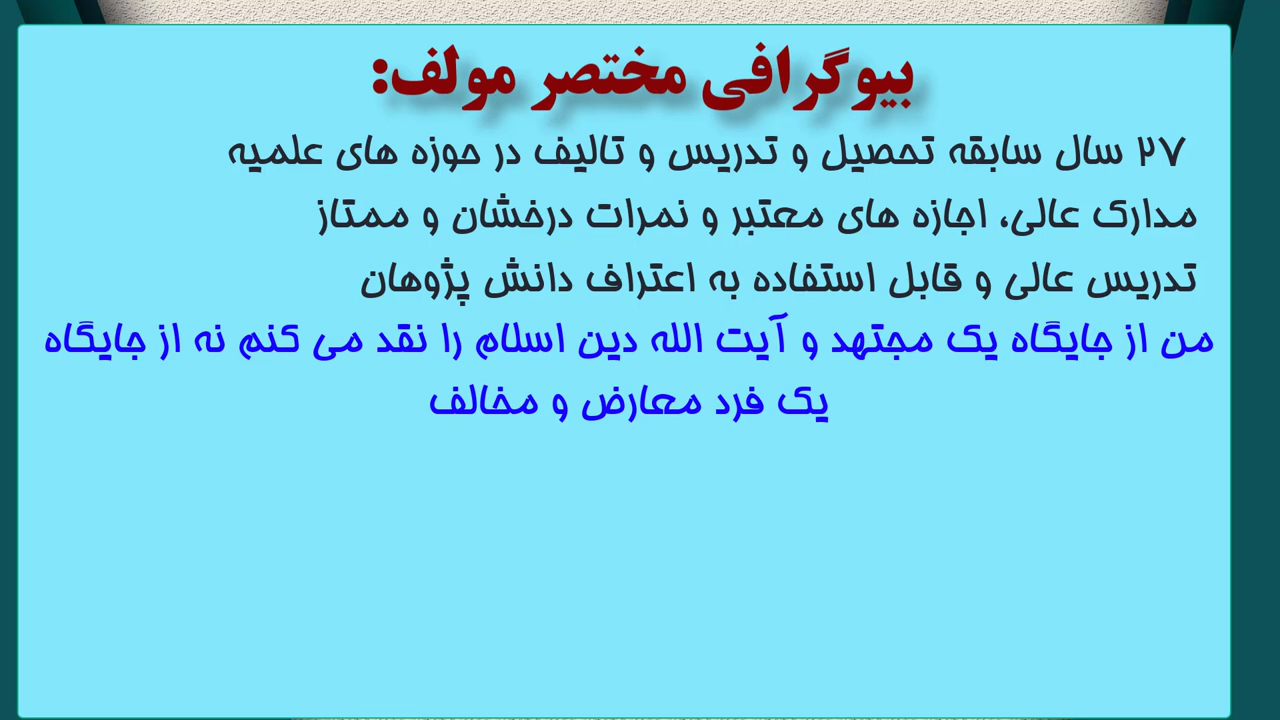 بیوگرافی مختصر مولف:
۲۷ سال سابقه تحصیل و تدریس و تالیف در حوزه های علمیه
مدارک عالی، اجازه های معتبر و نمرات درخشان و ممتاز
تدریس عالی و قابل استفاده به اعتراف دانش پژوهان
من از جایگاه یک مجتهد و آیت الله دین اسلام را نقد می کنم نه از جایگاه
یک فرد معارض و مخالف